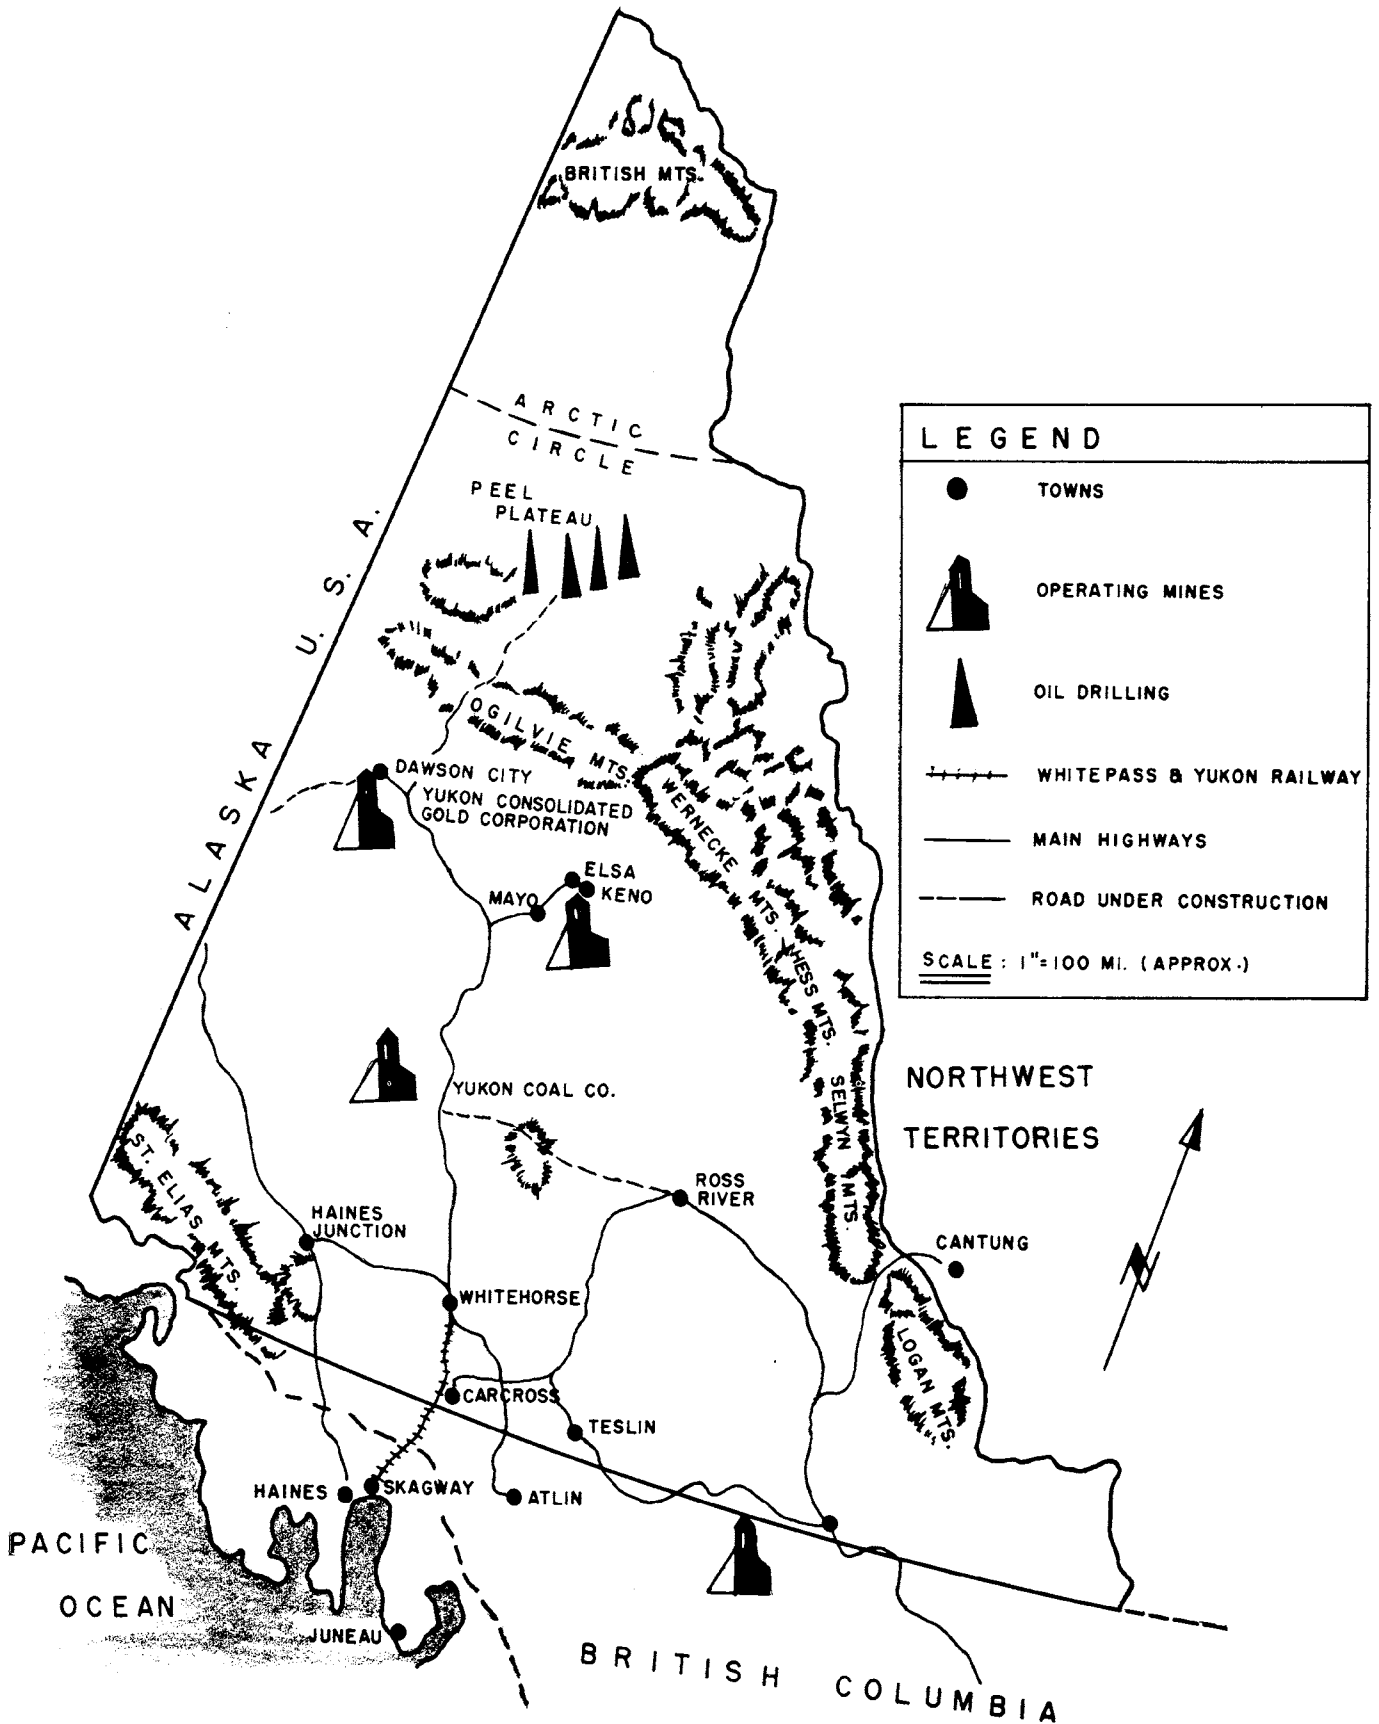 BRITISH MTS.
ARCTIC
CIRCLE
PEEL
PLATEAU
ALASKA U.S.A.
OGILVIE MTS.
DAWSON CITY
YUKON CONSOLIDATED
GOLD CORPORATION
WERNECKE MTS.
ELSA
KENO
MAYO
HESS MTS.
YUKON COAL CO.
SELWYN MTS.
ST. ELIAS MTS.
ROSS
RIVER
HAINES
JUNCTION
WHITEHORSE
CANTUNG
LOGAN MTS.
CARCROSS
TESLIN
HAINES
SKAGWAY
ATLIN
JUNEAU
PACIFIC
OCEAN
BRITISH COLUMBIA
NORTHWEST
TERRITORIES
N
LEGEND
TOWNS
OPERATING MINES
OIL DRILLING
WHITEPASS & YUKON RAILWAY
MAIN HIGHWAYS
ROAD UNDER CONSTRUCTION
SCALE : 1"=100 MI. (APPROX.)